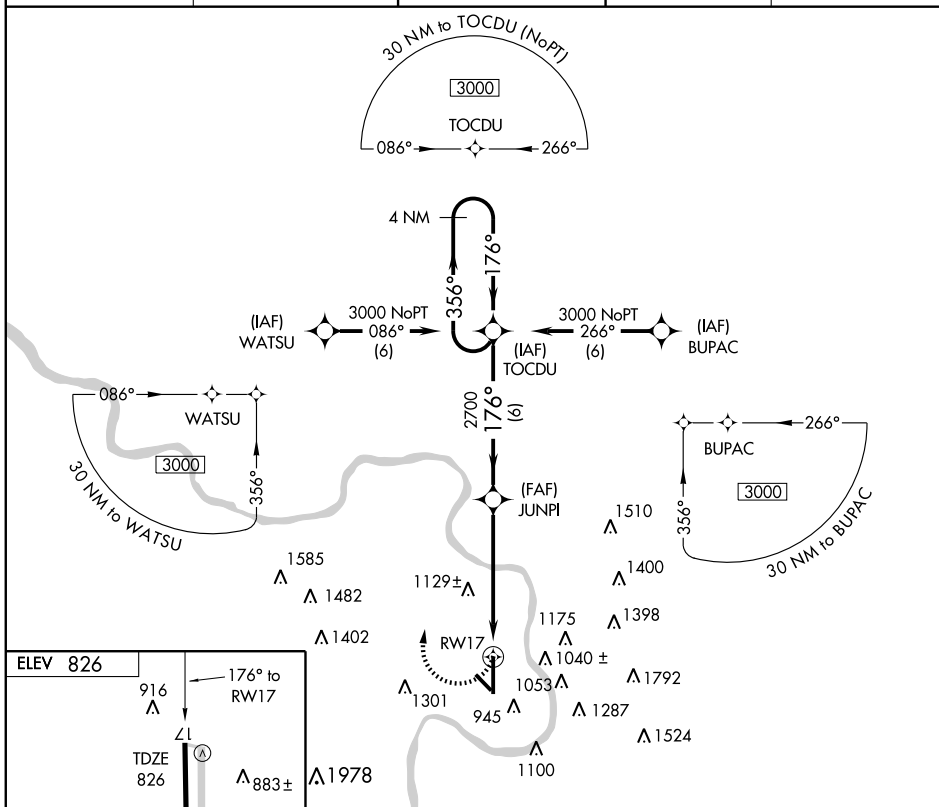 30 NM to TOCDU (NoPT)
3000
TOCDU
086°
266°
4 NM
356°
176°
(IAF)
WATSU
3000 NoPT
086°
(6)
(IAF)
TOCDU
3000 NoPT
266°
(6)
(IAF)
BUPAC
2700
176°
(6)
086°
WATSU
3000
356°
30 NM to WATSU
266°
BUPAC
3000
356°
30 NM to BUPAC
(FAF)
JUNPI
1510
1585
1482
1129±
1400
1402
1175
1398
RW17
1040 ±
1053
1792
1301
945
1287
1524
1100
ELEV 826
916
176° to
RW17
17
TDZE
826
V
883±
1978